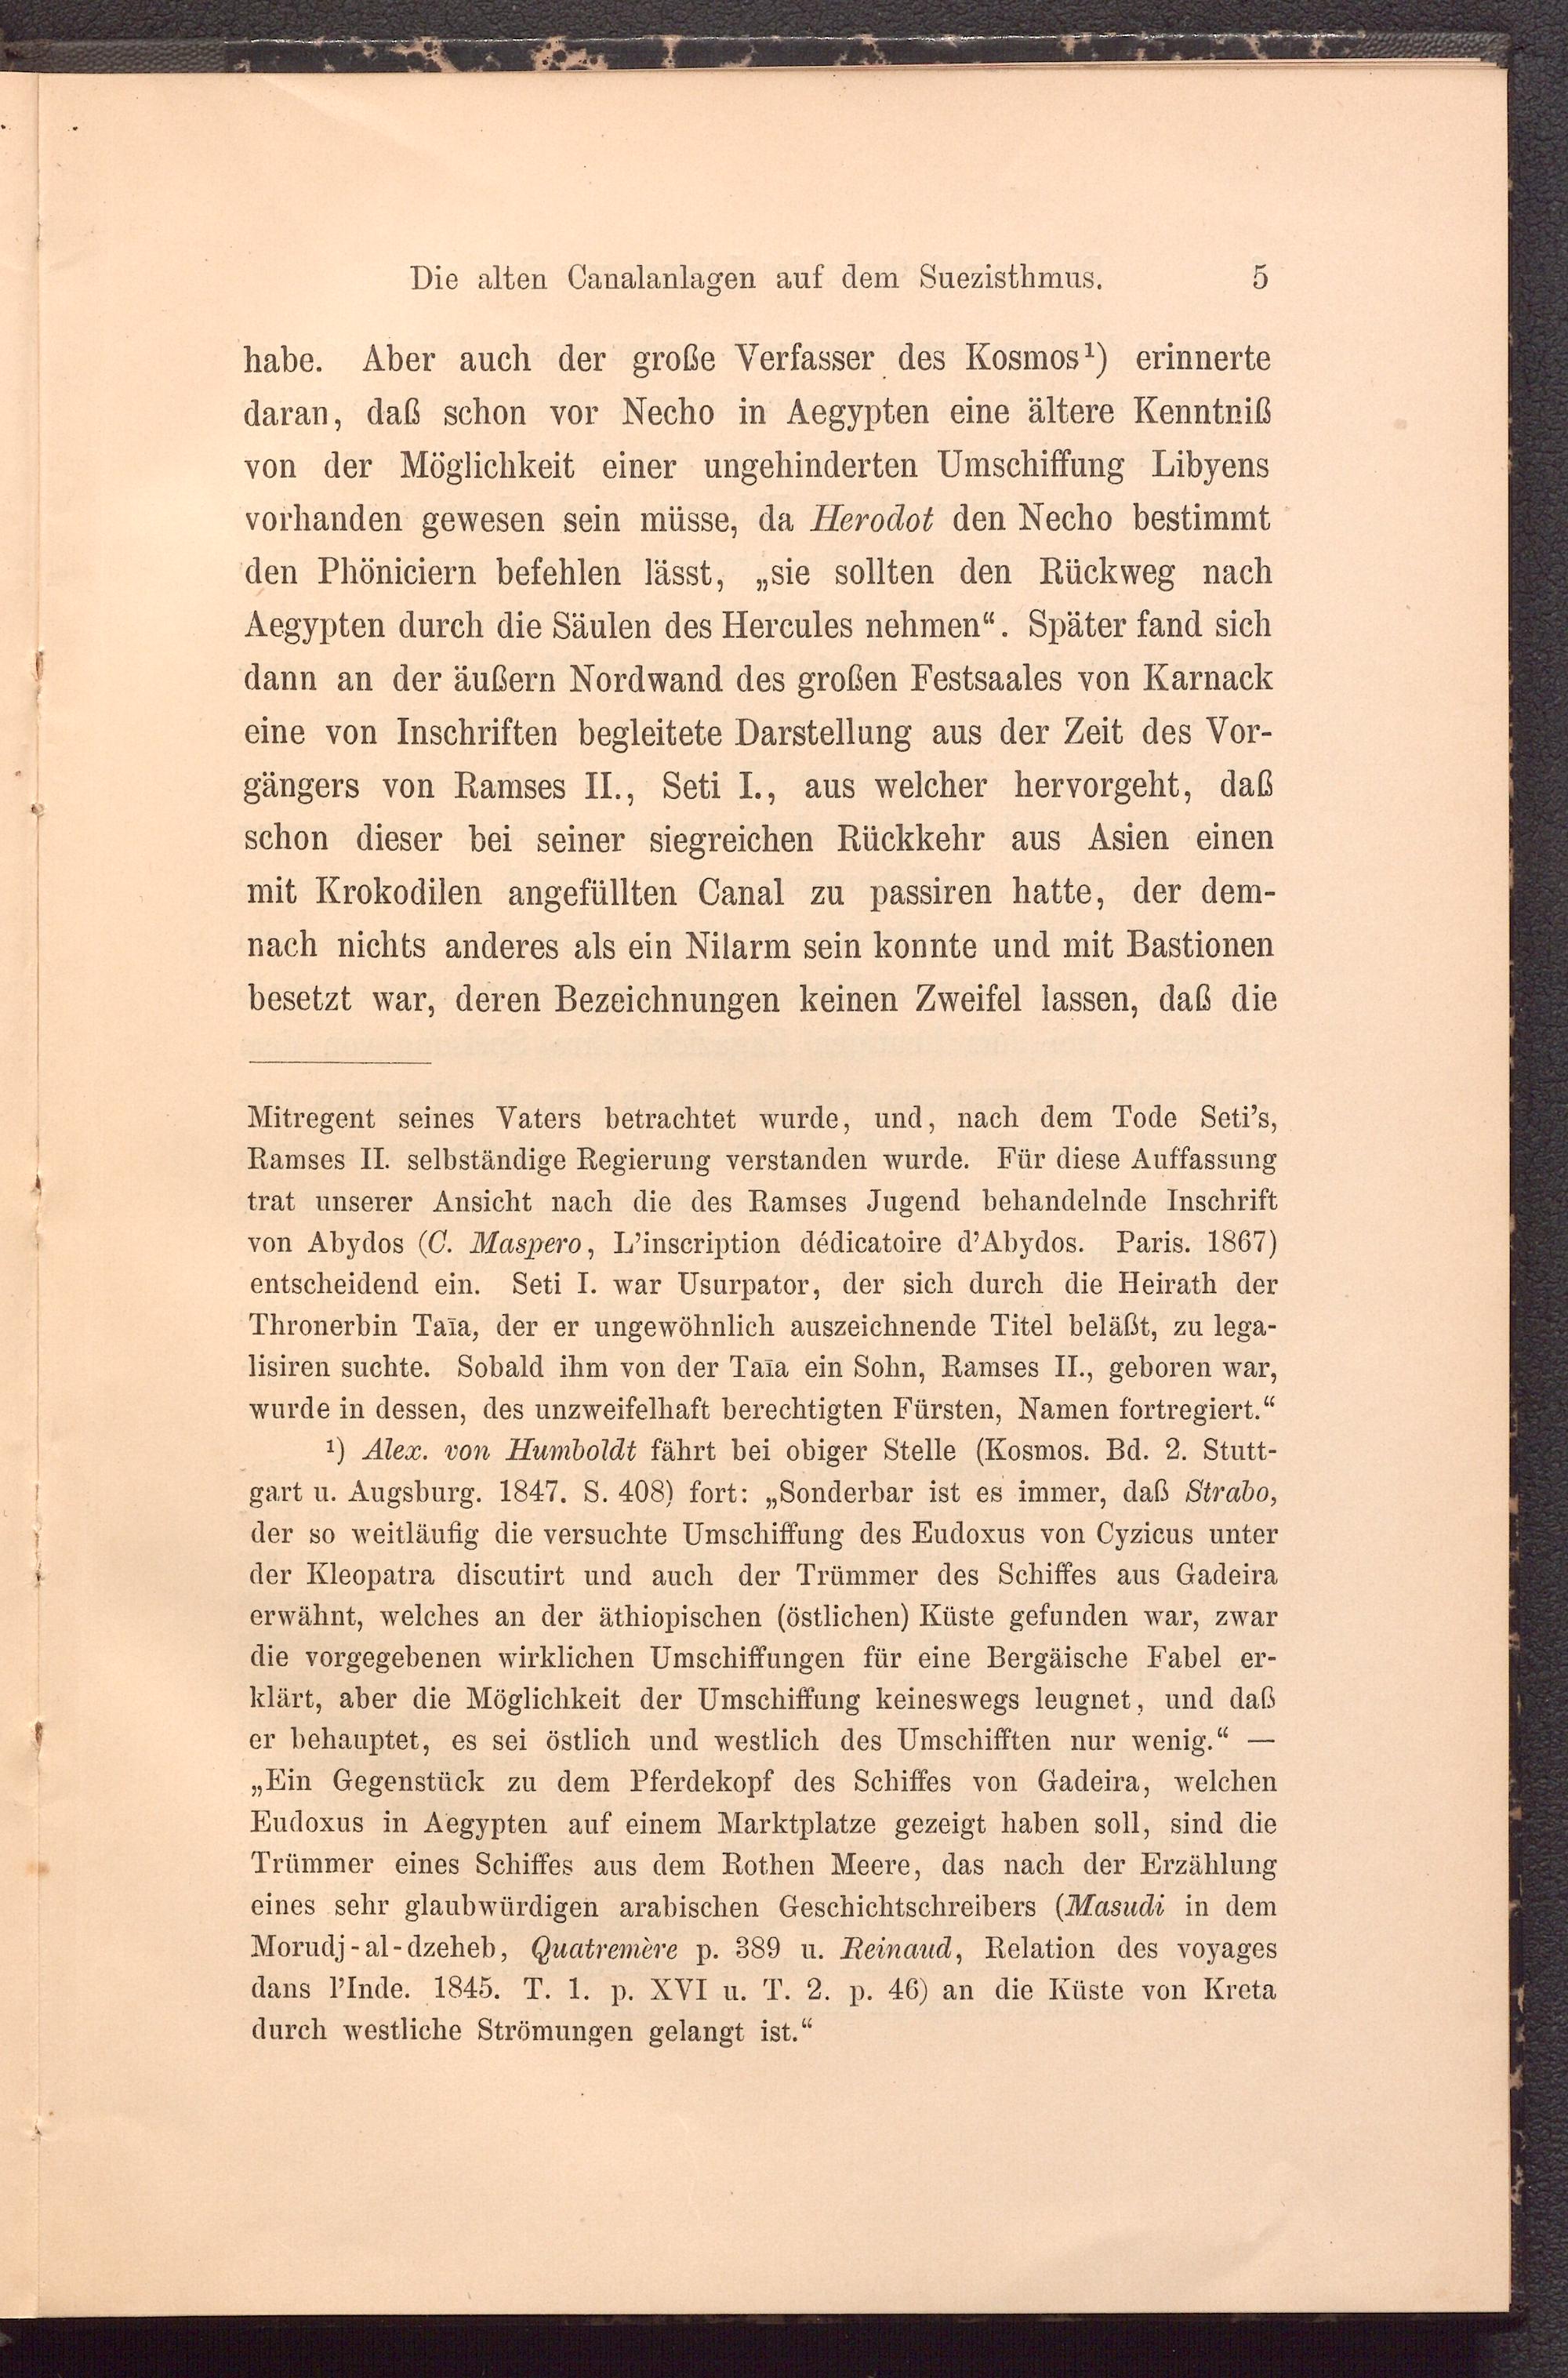 Die alten Canalanlagen auf dem Suezisthmus. 5
habe. Aber auch der große Verfasser des Kosmos¹) erinnerte
daran, daß schon vor Necho in Aegypten eine ältere Kenntniß
von der Möglichkeit einer ungehinderten Umschiffung Libyens
vorhanden gewesen sein müsse, da Herodot den Necho bestimmt
den Phöniciern befehlen lässt, „sie sollten den Rückweg nach
Aegypten durch die Säulen des Hercules nehmen“. Später fand sich
dann an der äußern Nordwand des großen Festsaales von Karnack
eine von Inschriften begleitete Darstellung aus der Zeit des Vor-
gängers von Ramses II., Seti I., aus welcher hervorgeht, daß
schon dieser bei seiner siegreichen Rückkehr aus Asien einen
mit Krokodilen angefüllten Canal zu passiren hatte, der dem-
nach nichts anderes als ein Nilarm sein konnte und mit Bastionen
besetzt war, deren Bezeichnungen keinen Zweifel lassen, daß die
Mitregent seines Vaters betrachtet wurde, und, nach dem Tode Seti’s,
Ramses II. selbständige Regierung verstanden wurde. Für diese Auffassung
trat unserer Ansicht nach die des Ramses Jugend behandelnde Inschrift
von Abydos (C. Maspero, L’inscription dédicatoire d’Abydos. Paris. 1867)
entscheidend ein. Seti I. war Usurpator, der sich durch die Heirath der
Thronerbin Taïa, der er ungewöhnlich auszeichnende Titel beläßt, zu lega-
lisiren suchte. Sobald ihm von der Taïa ein Sohn, Ramses II., geboren war,
wurde in dessen, des unzweifelhaft berechtigten Fürsten, Namen fortregiert.“
¹) Alex. von Humboldt fährt bei obiger Stelle (Kosmos. Bd. 2. Stutt-
gart u. Augsburg. 1847. S. 408) fort: „Sonderbar ist es immer, daß Strabo,
der so weitläufig die versuchte Umschiffung des Eudoxus von Cyzicus unter
der Kleopatra discutirt und auch der Trümmer des Schiffes aus Gadeira
erwähnt, welches an der äthiopischen (östlichen) Küste gefunden war, zwar
die vorgegebenen wirklichen Umschiffungen für eine Bergäische Fabel er-
klärt, aber die Möglichkeit der Umschiffung keineswegs leugnet, und daß
er behauptet, es sei östlich und westlich des Umschifften nur wenig.“ —
„Ein Gegenstück zu dem Pferdekopf des Schiffes von Gadeira, welchen
Eudoxus in Aegypten auf einem Marktplatze gezeigt haben soll, sind die
Trümmer eines Schiffes aus dem Rothen Meere, das nach der Erzählung
eines sehr glaubwürdigen arabischen Geschichtschreibers (Masudi in dem
Morudj-al-dzeheb, Quatremère p. 389 u. Reinaud, Relation des voyages
dans l’Inde. 1845. T. 1. p. XVI u. T. 2. p. 46) an die Küste von Kreta
durch westliche Strömungen gelangt ist.“